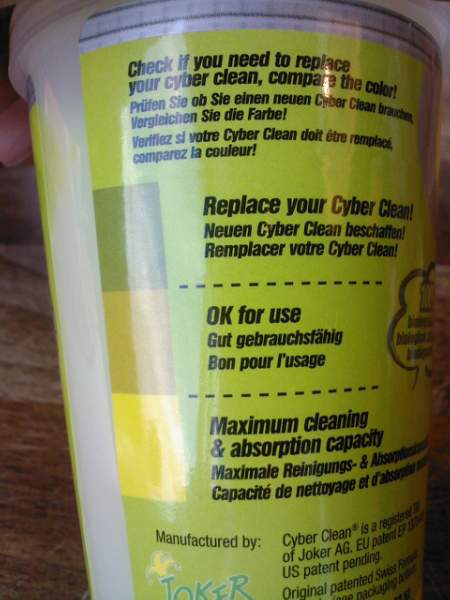 Check if you need to replace
your cyber clean, compare the color!
Prüfen Sie ob Sie einen neuen Cyber Clean brauchen,
Vergleichen Sie die Farbe!
Verifiez si votre Cyber Clean doit être remplacé,
comparez la couleur!
Replace your Cyber Clean!
Neuen Cyber Clean beschaffen!
Remplacer votre Cyber Clean!
OK for use
Gut gebrauchsfähig
Bon pour l'usage
Maximum cleaning
& absorption capacity
Maximale Reinigungs- &
Capacité de nettoyage et
Manufactured by:
JOKER
Cyber Clean® is a registered
of Joker AG. EU patent EP
US patent pending.
Original patented Swiss
packaging